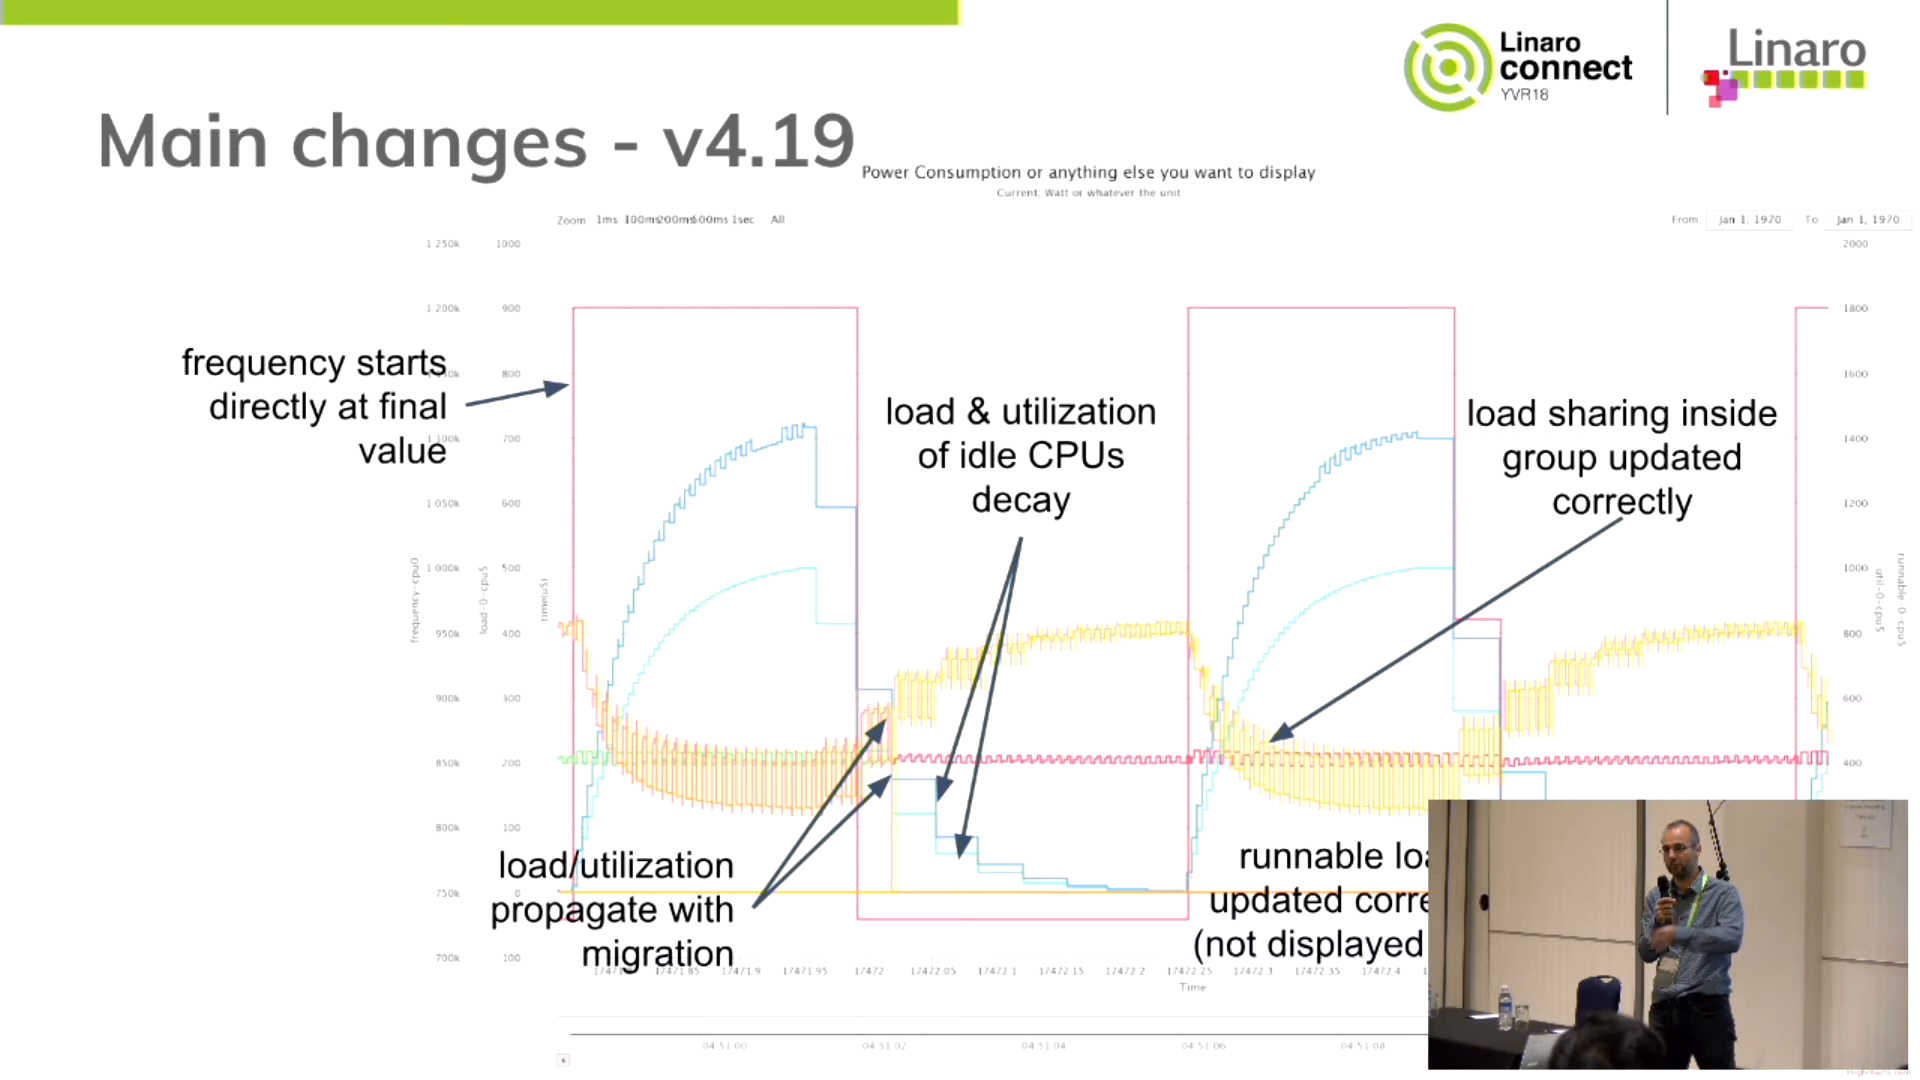 Linaro
connect
YVR18
Linaro
Main changes - v4.19
Power Consumption or anything else you want to display
Current, Watt or whatever the unit
Zoom 1ms 100ms 200ms 500ms 1sec All
From Jan 1, 1970 To Jan 1, 1970
1 250k 1000 2000
1 200k 900 1800
800 1600
1 100k 700 1400
1 050k 600 1200
1 000k 500 1000
950k 400 800
900k 300 600
850k 200 400
800k 100
750k 0
700k -100
frequency-cpu0
load-0-cpu5
time(uS)
util-0-cpu5
runnable-0-cpu5
frequency starts
directly at final
value
load & utilization
of idle CPUs
decay
load sharing inside
group updated
correctly
load/utilization
propagate with
migration
runnable loa
updated corre
(not displayed
17471.85 17471.9 17471.95 17472 17472.05 17472.1 17472.15 17472.2 17472.25 17472.3 17472.35 17472.4
Time
04:51:00 04:51:02 04:51:04 04:51:06 04:51:08